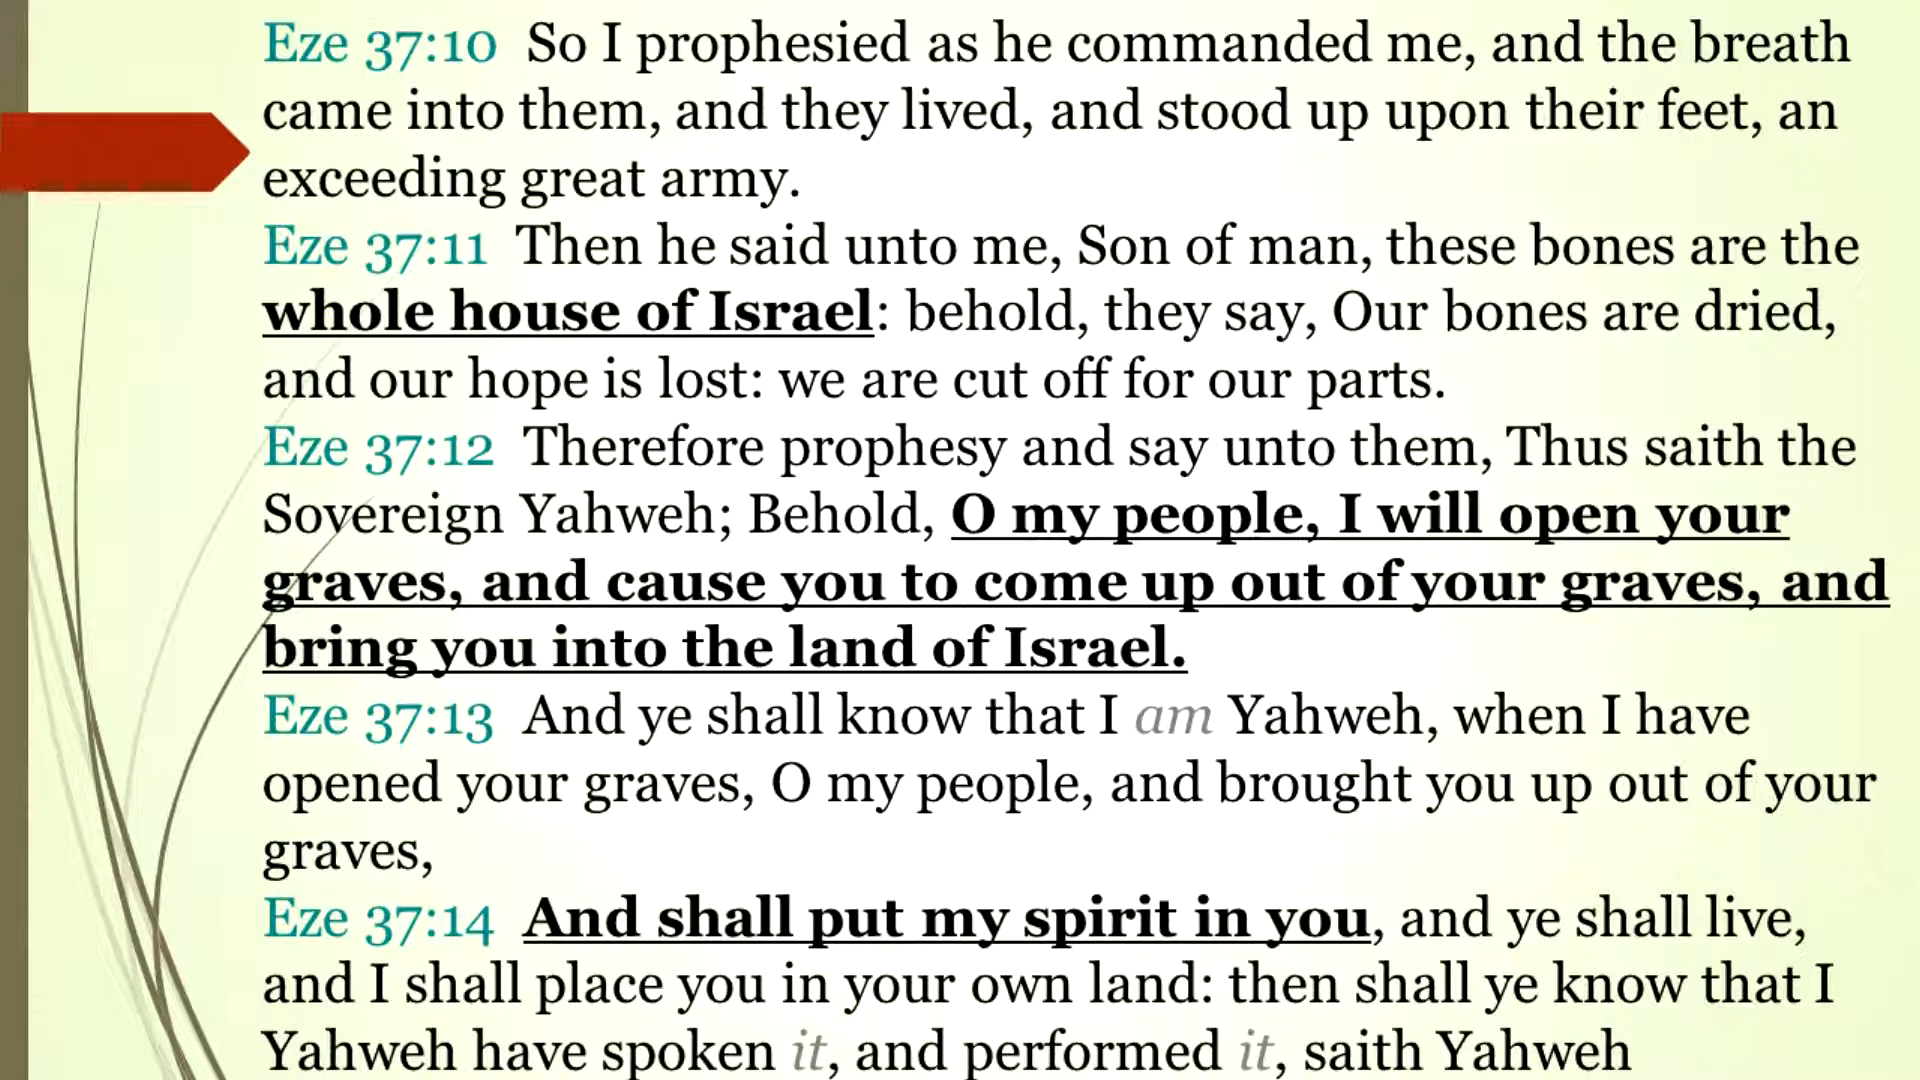 Eze 37:10 So I prophesied as he commanded me, and the breath
came into them, and they lived, and stood up upon their feet, an
exceeding great army.
Eze 37:11 Then he said unto me, Son of man, these bones are the
whole house of Israel: behold, they say, Our bones are dried,
and our hope is lost: we are cut off for our parts.
Eze 37:12 Therefore prophesy and say unto them, Thus saith the
Sovereign Yahweh; Behold, O my people, I will open your
graves, and cause you to come up out of your graves, and
bring you into the land of Israel.
Eze 37:13 And ye shall know that I am Yahweh, when I have
opened your graves, O my people, and brought you up out of your
graves,
Eze 37:14 And shall put my spirit in you, and ye shall live,
and I shall place you in your own land: then shall ye know that I
Yahweh have spoken it, and performed it, saith Yahweh